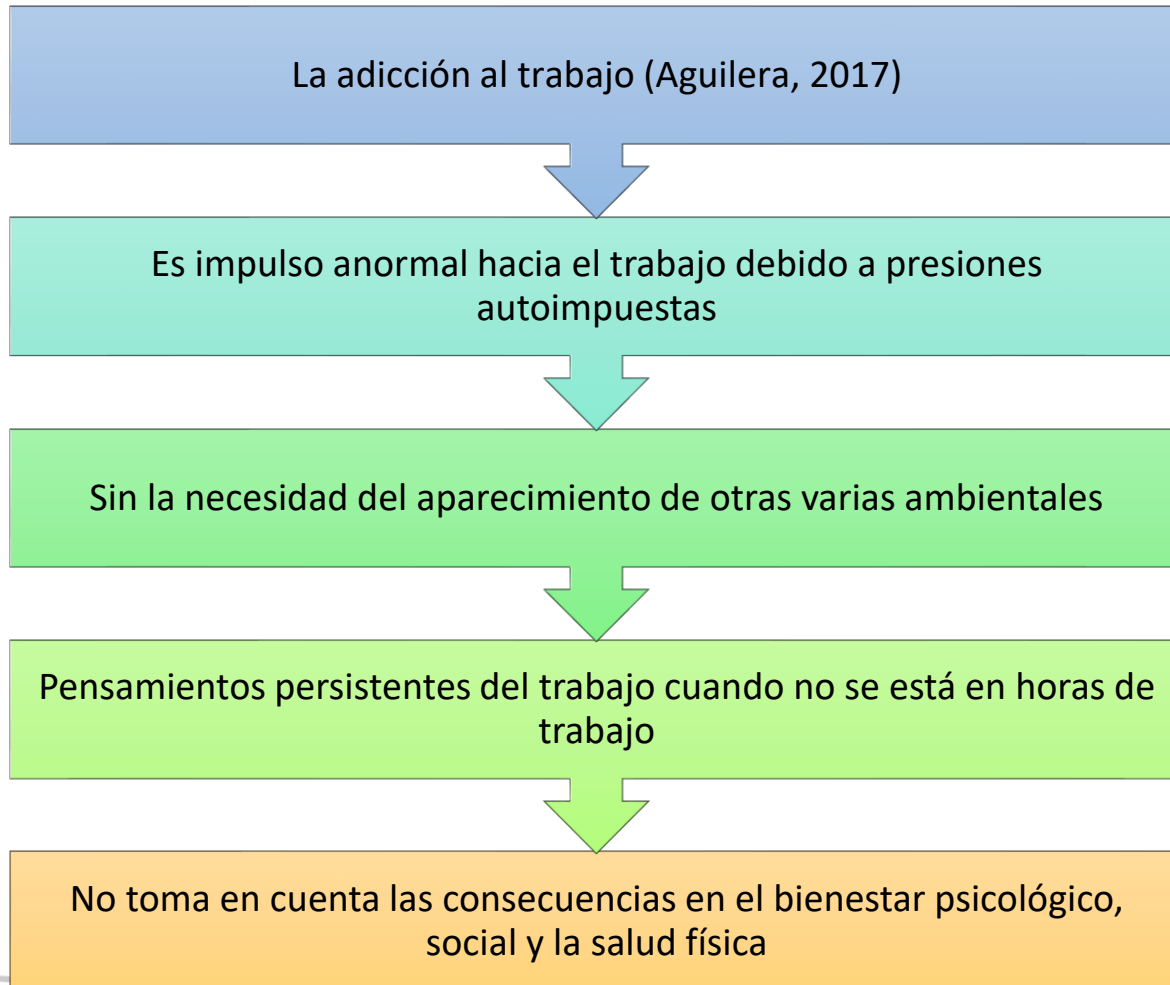 La adicción al trabajo (Aguilera, 2017)
Es impulso anormal hacia el trabajo debido a presiones
autoimpuestas
Sin la necesidad del aparecimiento de otras varias ambientales
Pensamientos persistentes del trabajo cuando no se está en horas de
trabajo
No toma en cuenta las consecuencias en el bienestar psicológico,
social y la salud física